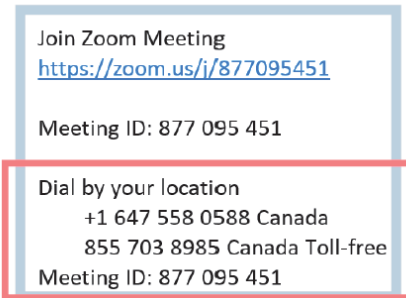 Join Zoom Meeting
https://zoom.us/j/877095451
Meeting ID: 877 095 451
Dial by your location
+1 647 558 0588 Canada
855 703 8985 Canada Toll-free
Meeting ID: 877 095 451